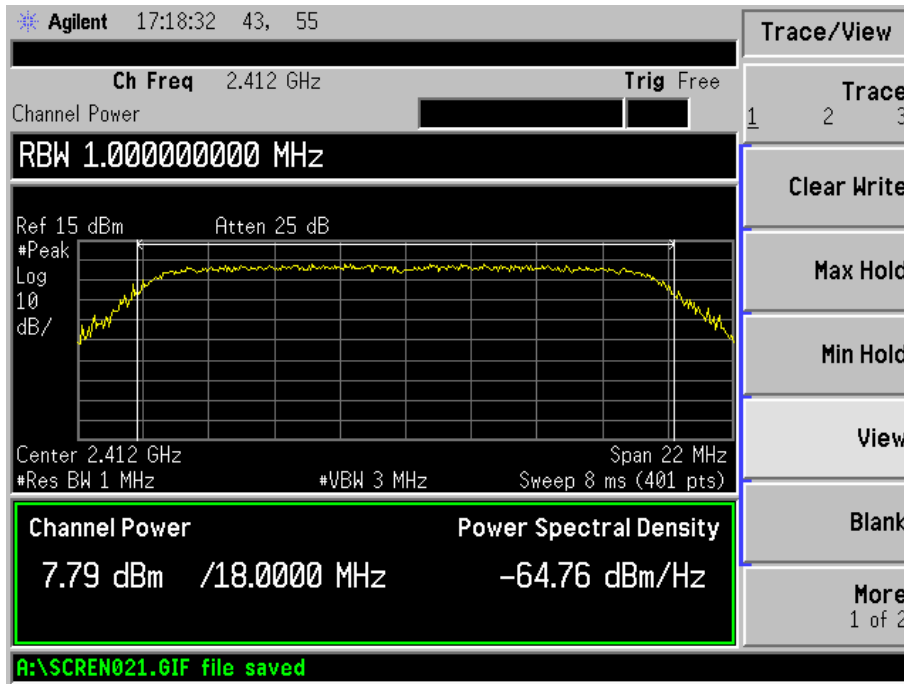 Agilent 17:18:32 43, 55
Trace/View
Ch Freq 2.412 GHz Trig Free
Channel Power
Trace
1 2 3
RBW 1.000000000 MHz
Clear Write
Ref 15 dBm Atten 25 dB
#Peak
Log
10
dB/
Max Hold
Min Hold
View
Center 2.412 GHz Span 22 MHz
#Res BW 1 MHz #VBW 3 MHz Sweep 8 ms (401 pts)
Channel Power Power Spectral Density
7.79 dBm /18.0000 MHz -64.76 dBm/Hz
Blank
More
1 of 2
A:\SCREN021.GIF file saved